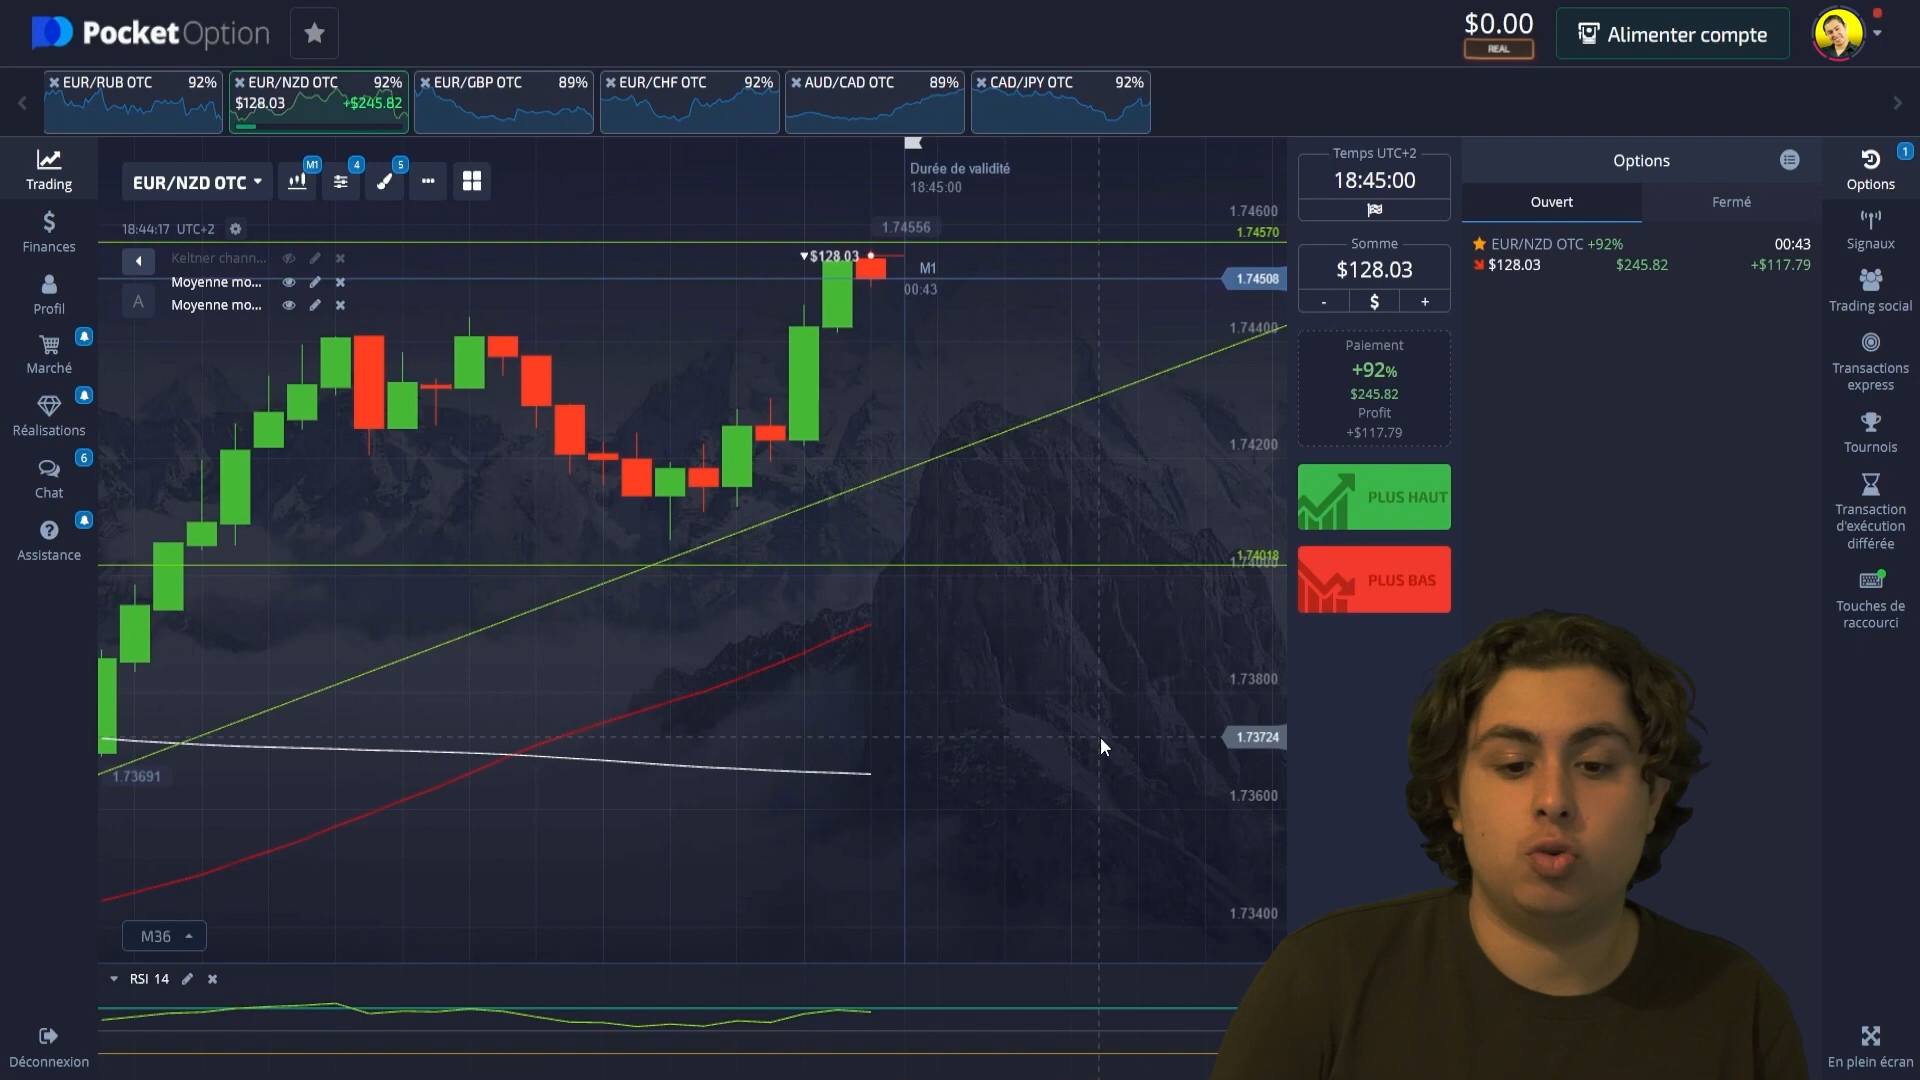 PocketOption
$0.00
REAL
Alimenter compte
EUR/RUB OTC 92%
EUR/NZD OTC 92%
$128.03 +$245.82
EUR/GBP OTC 89%
EUR/CHF OTC 92%
AUD/CAD OTC 89%
CAD/JPY OTC 92%
Trading
Finances
Profil
Marché
Réalisations
6
Chat
Assistance
Déconnexion
EUR/NZD OTC
M1
4
5
18:44:17 UTC+2
Keltner chann...
Moyenne mo...
A
Moyenne mo...
Durée de validité
18:45:00
1.74556
$128.03
M1
00:43
1.74600
1.74570
1.74508
1.74400
1.74200
1.74018
1.74000
1.73800
1.73724
1.73600
1.73400
1.73691
M36
RSI 14
Temps UTC+2
18:45:00
Somme
$128.03
- $ +
Paiement
+92%
$245.82
Profit
+$117.79
PLUS HAUT
PLUS BAS
Options
Ouvert Fermé
EUR/NZD OTC +92% 00:43
$128.03 $245.82 +$117.79
1
Options
Signaux
Trading social
Transactions
express
Tournois
Transaction
d'exécution
différée
Touches de
raccourci
En plein écran